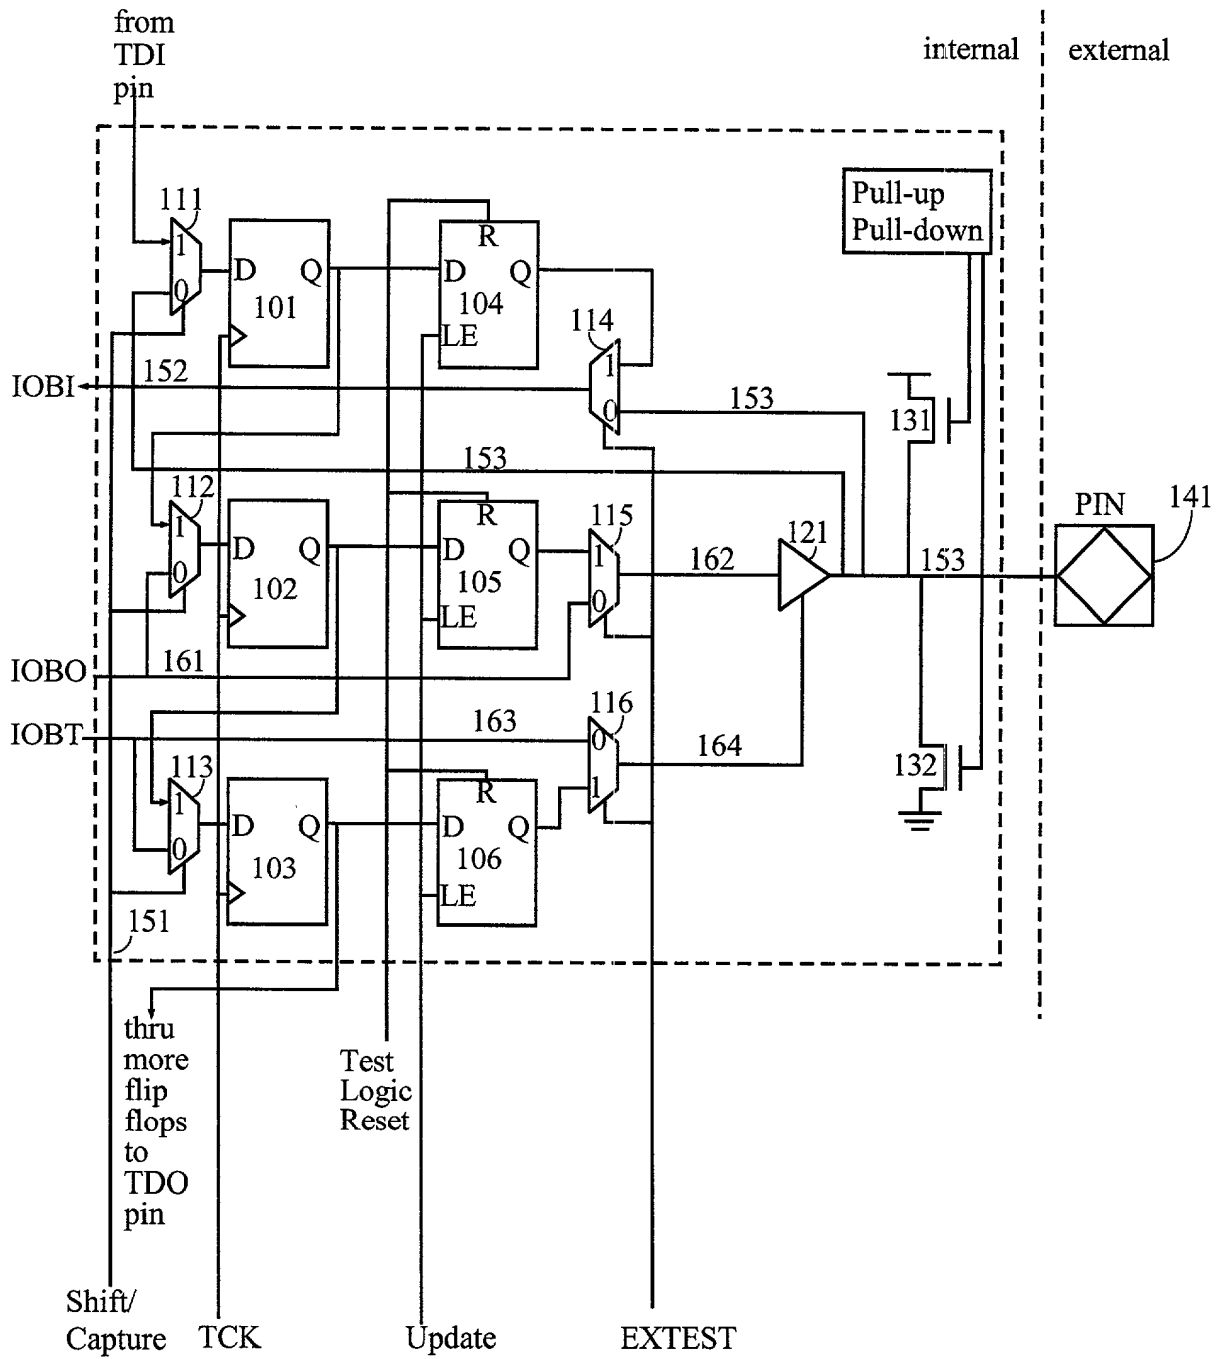 from
TDI
pin
internal
external
111
1
0
D
Q
101
R
D
Q
104
LE
Pull-up
Pull-down
114
1
0
IOBI
152
153
131
153
112
1
0
D
Q
102
R
D
Q
105
LE
115
1
0
162
121
153
PIN
141
IOBO
161
IOBT
163
116
0
1
164
132
113
1
0
D
Q
103
R
D
Q
106
LE
151
thru
more
flip
flops
to
TDO
pin
Test
Logic
Reset
Shift/
Capture
TCK
Update
EXTEST